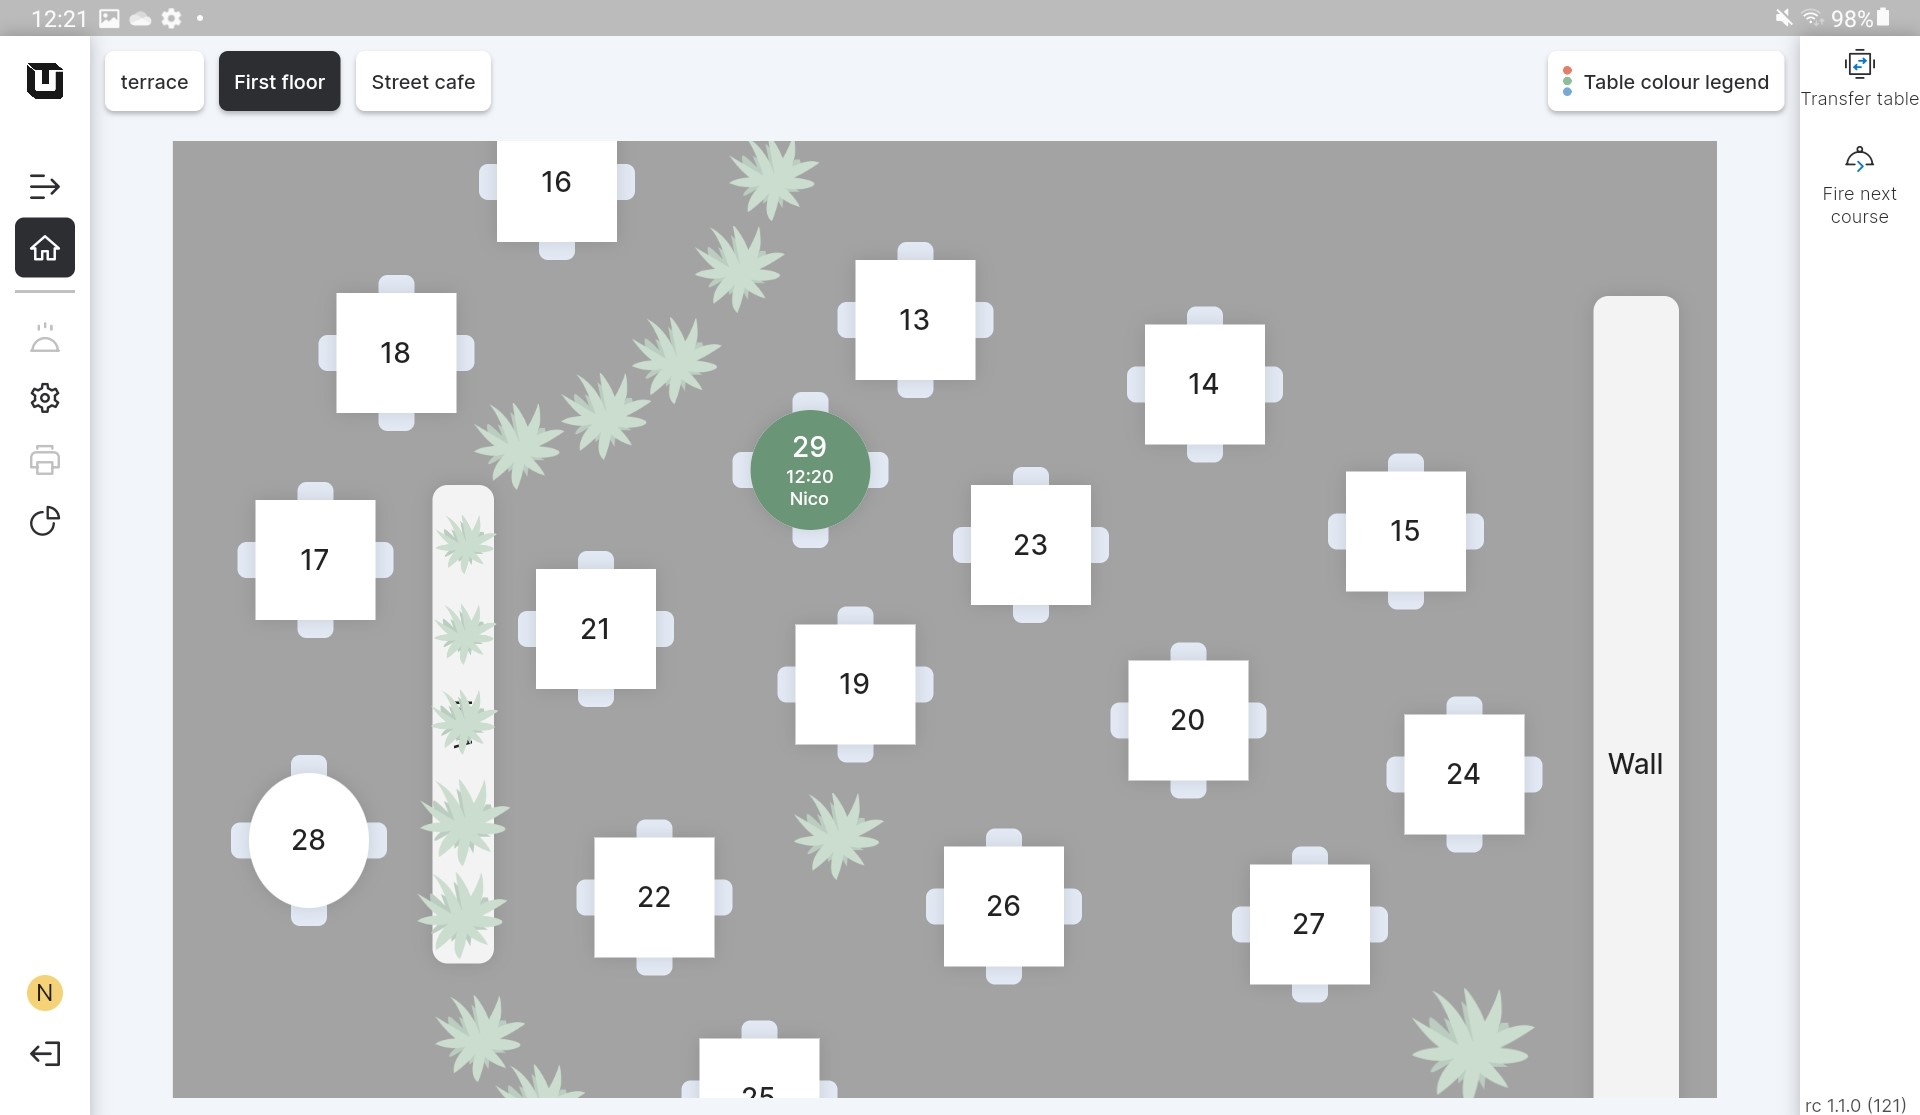 12:21
98%
terrace
First floor
Street cafe
Table colour legend
Transfer table
Fire next
course
16
13
18
14
29
12:20
Nico
15
17
23
21
19
20
24
Wall
28
22
26
27
25
N
rc 1.1.0 (121)